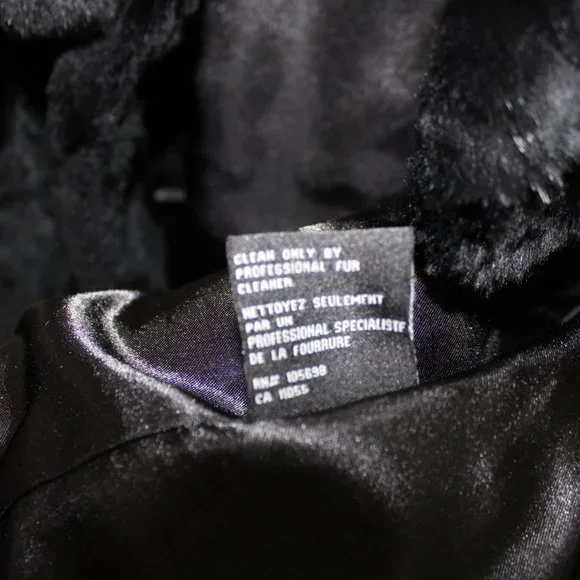 CLEAN ONLY BY
PROFESSIONAL FUR
CLEANER
NETTOYEZ SEULEMENT
PAR UN
PROFESSIONAL SPECIALISTE
DE LA FOURRURE
RN# 105698
CA 11055